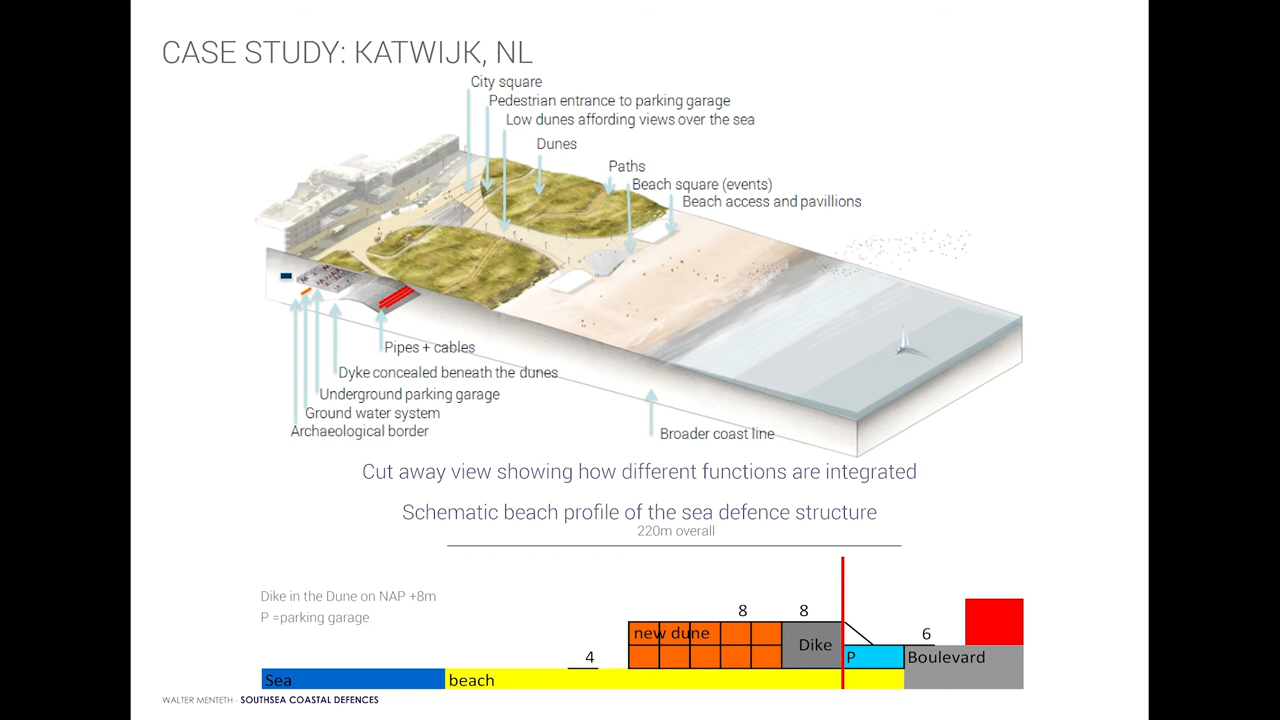 CASE STUDY: KATWIJK, NL
City square
Pedestrian entrance to parking garage
Low dunes affording views over the sea
Dunes
Paths
Beach square (events)
Beach access and pavillions
Pipes + cables
Dyke concealed beneath the dunes
Underground parking garage
Ground water system
Archaeological border
Broader coast line
Cut away view showing how different functions are integrated
Schematic beach profile of the sea defence structure
220m overall
Dike in the Dune on NAP +8m
P =parking garage
8
8
6
4
new dune
Dike
P
Boulevard
Sea
beach
WALTER MENTETH - SOUTHSEA COASTAL DEFENCES